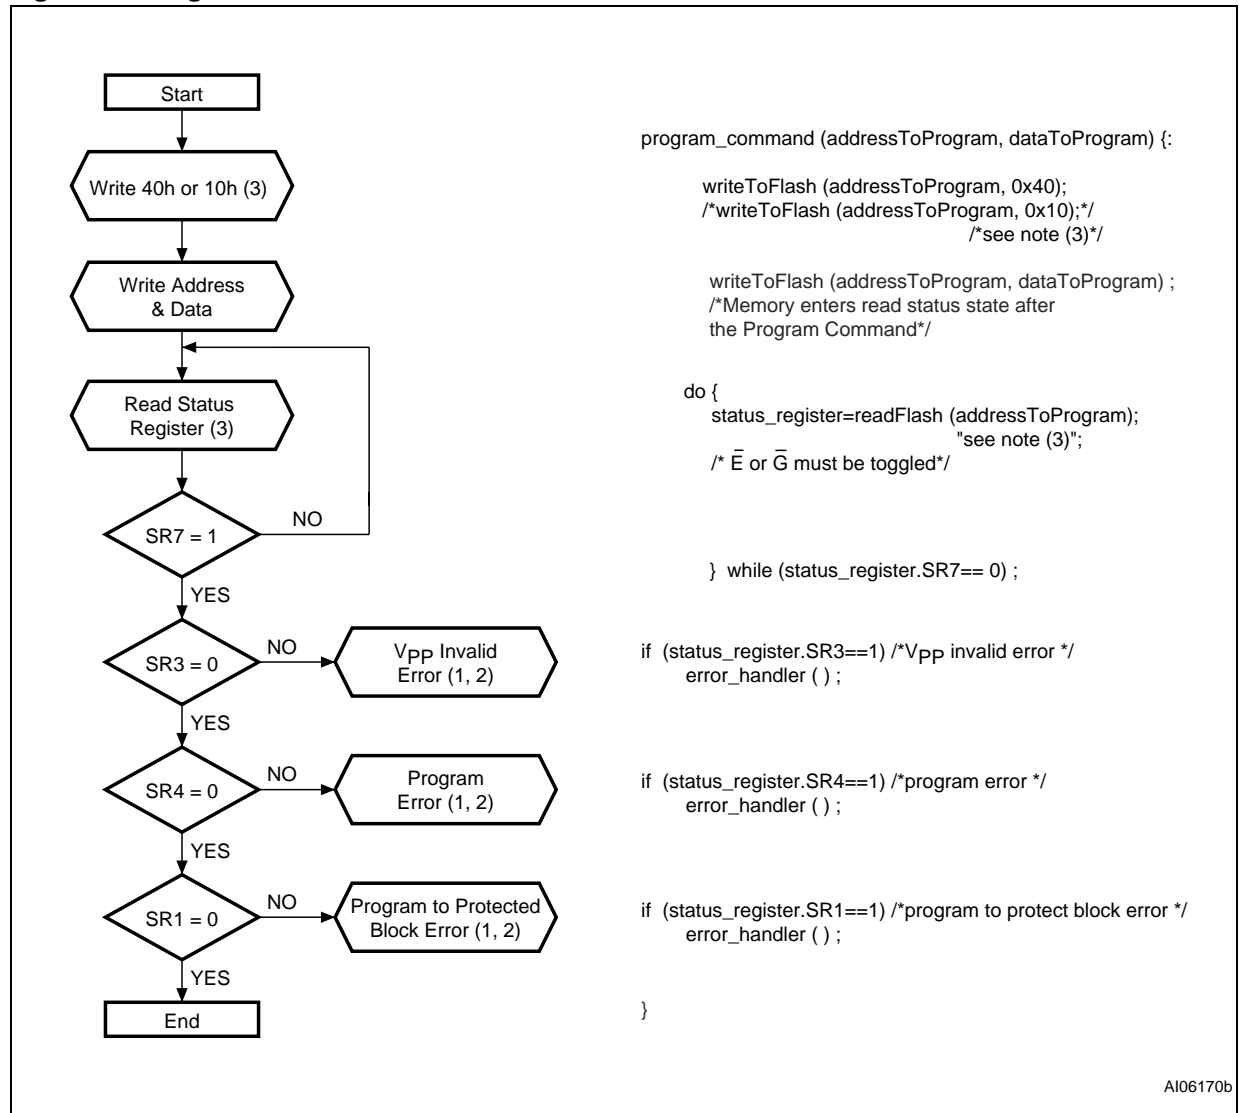 Start
Write 40h or 10h (3)
Write Address
& Data
Read Status
Register (3)
SR7 = 1
NO
YES
SR3 = 0
NO
VPP Invalid
Error (1, 2)
YES
SR4 = 0
NO
Program
Error (1, 2)
YES
SR1 = 0
NO
Program to Protected
Block Error (1, 2)
YES
End
program_command (addressToProgram, dataToProgram) {:
writeToFlash (addressToProgram, 0x40);
/*writeToFlash (addressToProgram, 0x10);*/
/*see note (3)*/
writeToFlash (addressToProgram, dataToProgram) ;
/*Memory enters read status state after
the Program Command*/
do {
status_register=readFlash (addressToProgram);
"see note (3)";
/* E̅ or G̅ must be toggled*/
} while (status_register.SR7== 0) ;
if (status_register.SR3==1) /*VPP invalid error */
error_handler ( ) ;
if (status_register.SR4==1) /*program error */
error_handler ( ) ;
if (status_register.SR1==1) /*program to protect block error */
error_handler ( ) ;
}
AI06170b